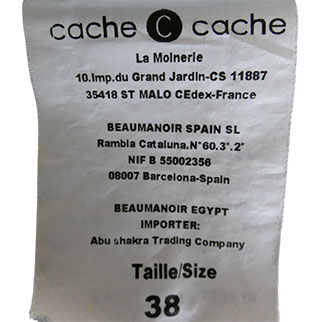 cache C cache
La Moinerie
10.Imp.du Grand Jardin-CS 11887
35418 ST MALO CEdex-France
BEAUMANOIR SPAIN SL
Rambla Cataluna.N°60.3°.2°
NIF B 55002356
08007 Barcelona-Spain
BEAUMANOIR EGYPT
IMPORTER:
Abu shakra Trading Company
Taille/Size
38